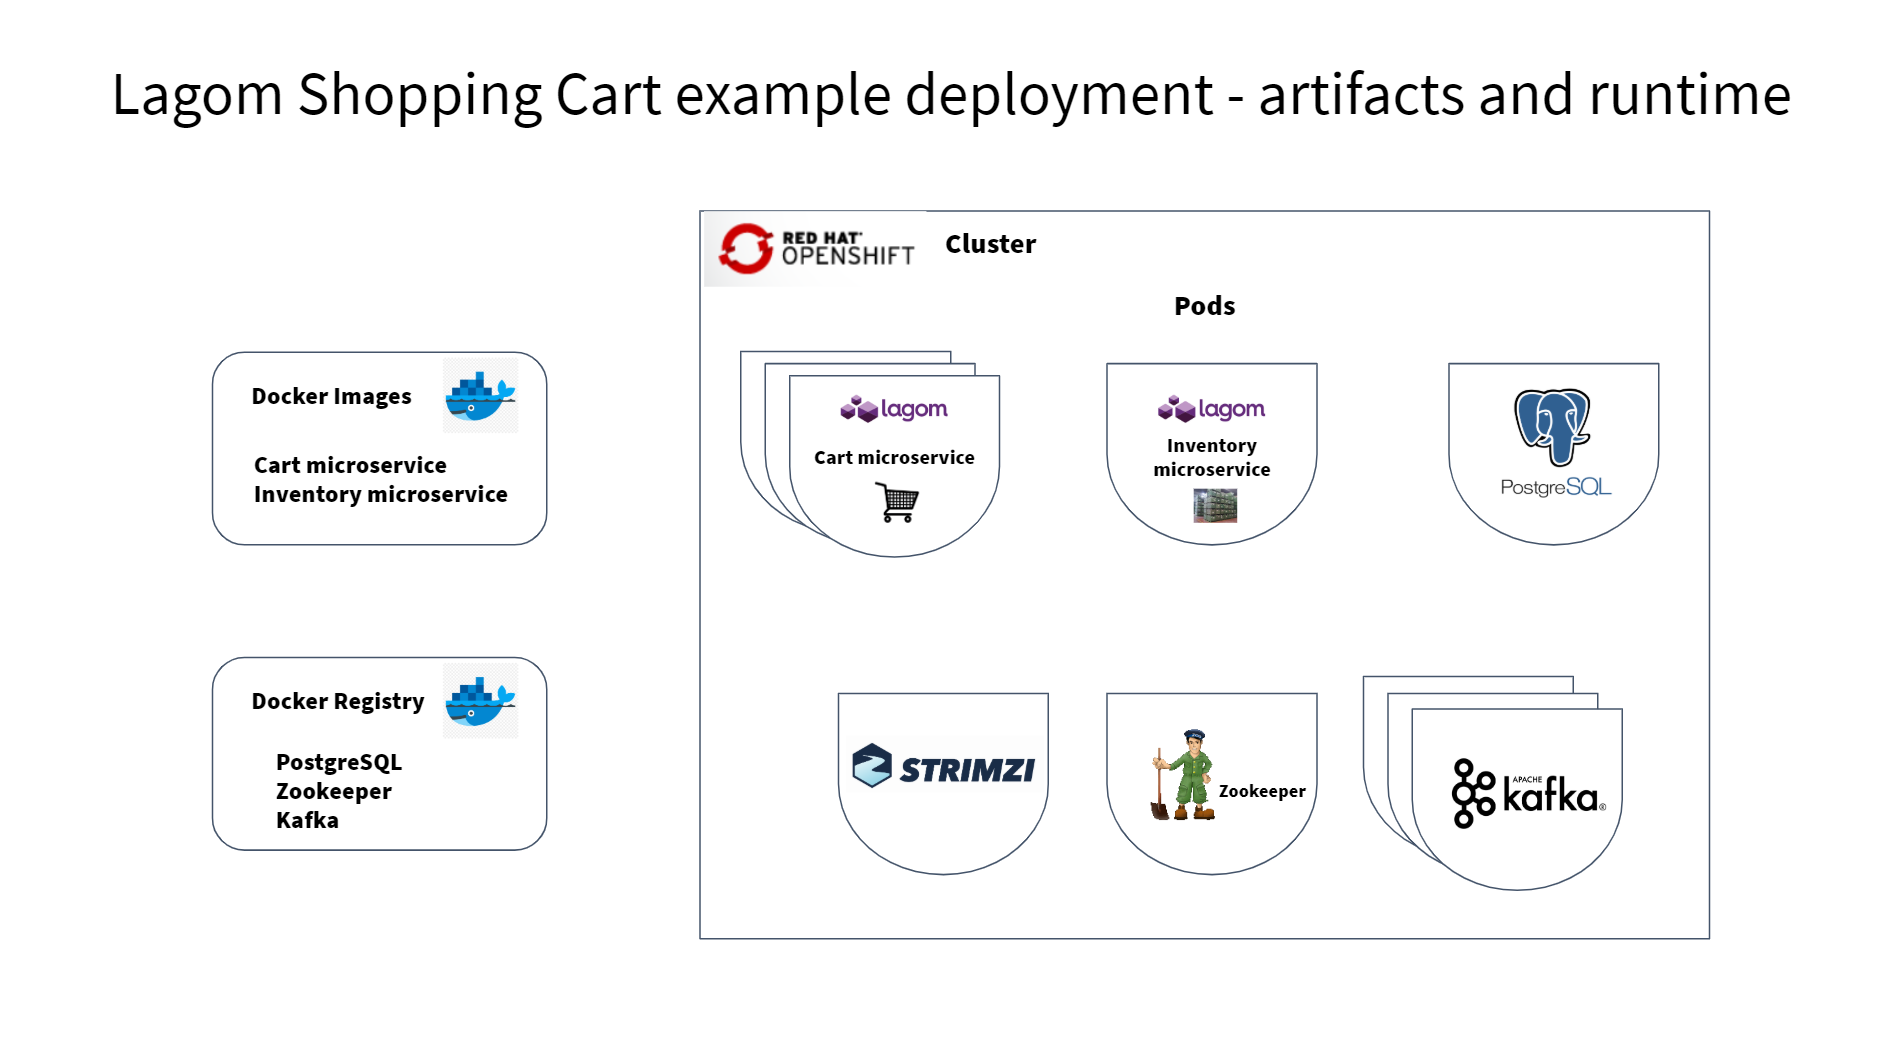 Lagom Shopping Cart example deployment - artifacts and runtime
RED HAT®
OPENSHIFT
Cluster
Pods
Docker Images
Cart microservice
Inventory microservice
lagom
Cart microservice
lagom
Inventory
microservice
PostgreSQL
Docker Registry
PostgreSQL
Zookeeper
Kafka
STRIMZI
Zookeeper
APACHE
kafka®